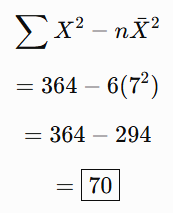 ∑ X² − nX̄²
= 364 − 6(7²)
= 364 − 294
= 70